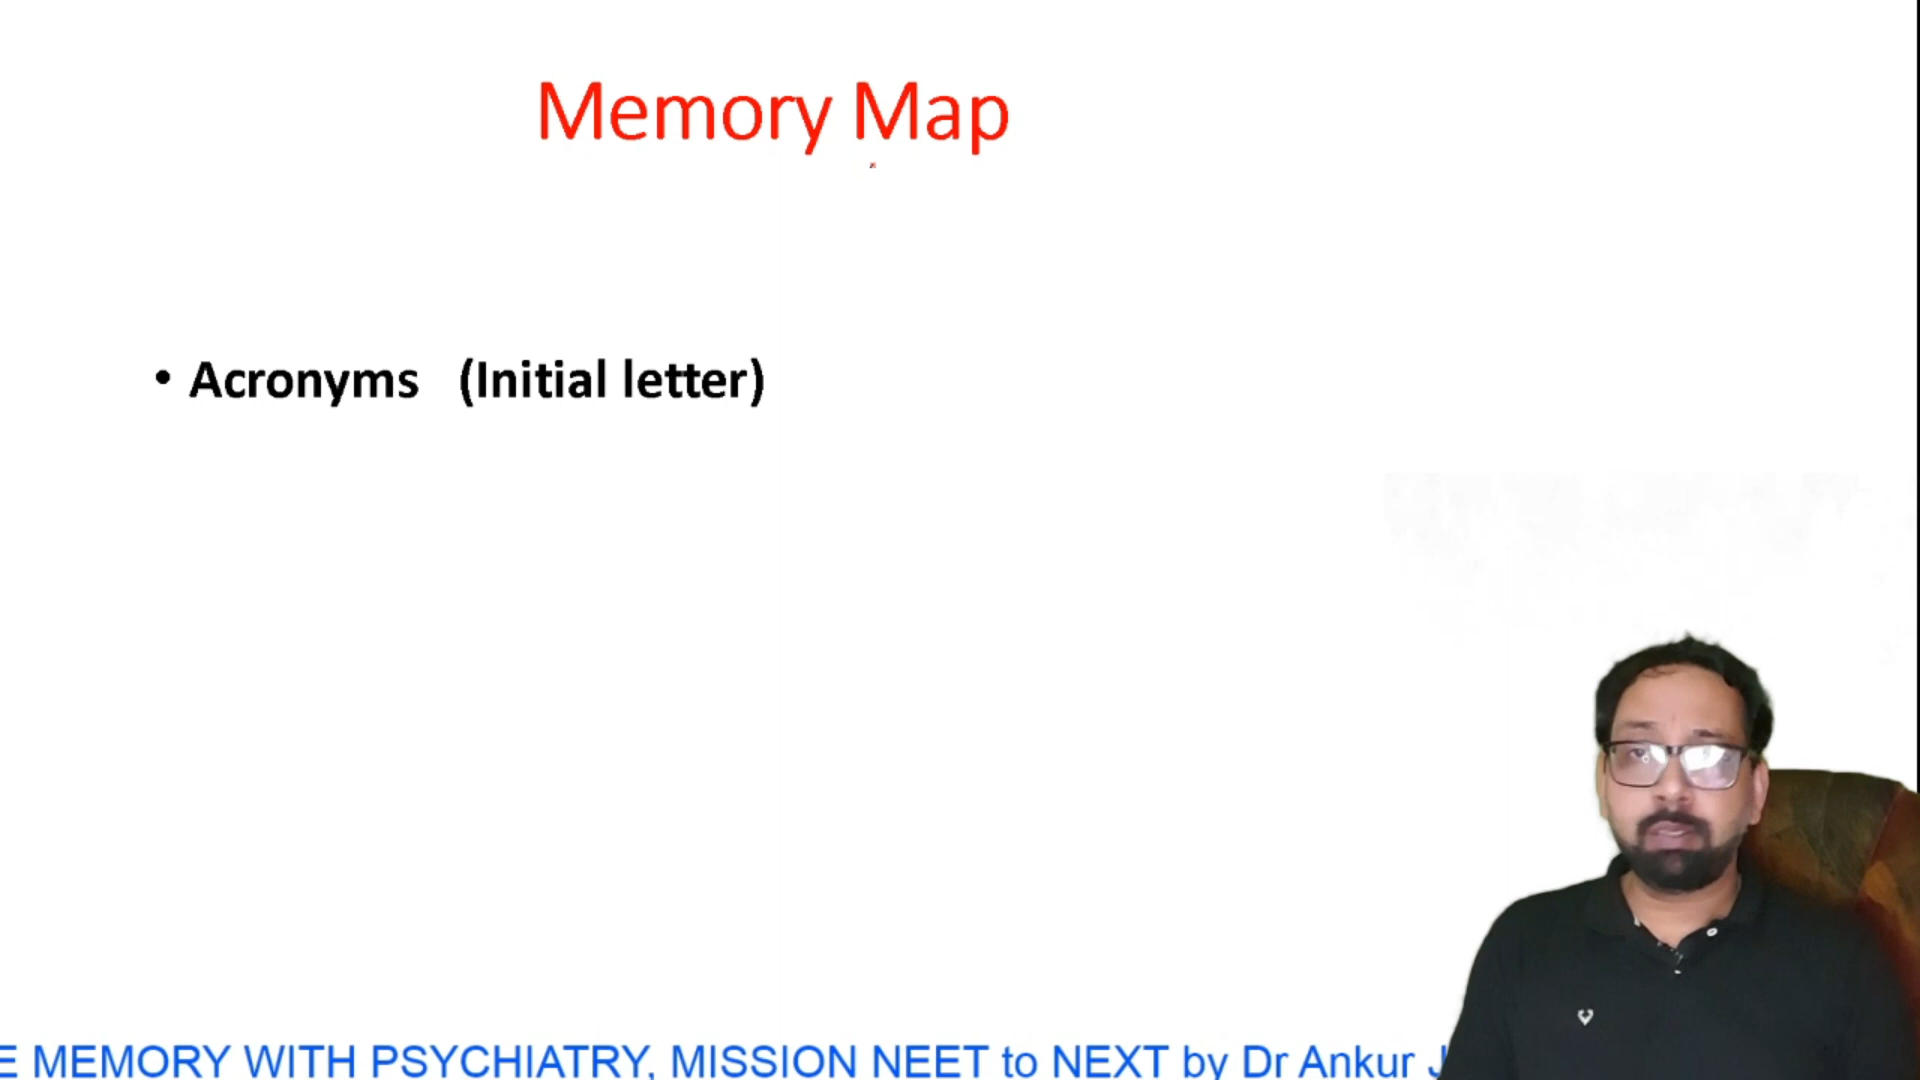 Memory Map
• Acronyms (Initial letter)
E MEMORY WITH PSYCHIATRY, MISSION NEET to NEXT by Dr Ankur J